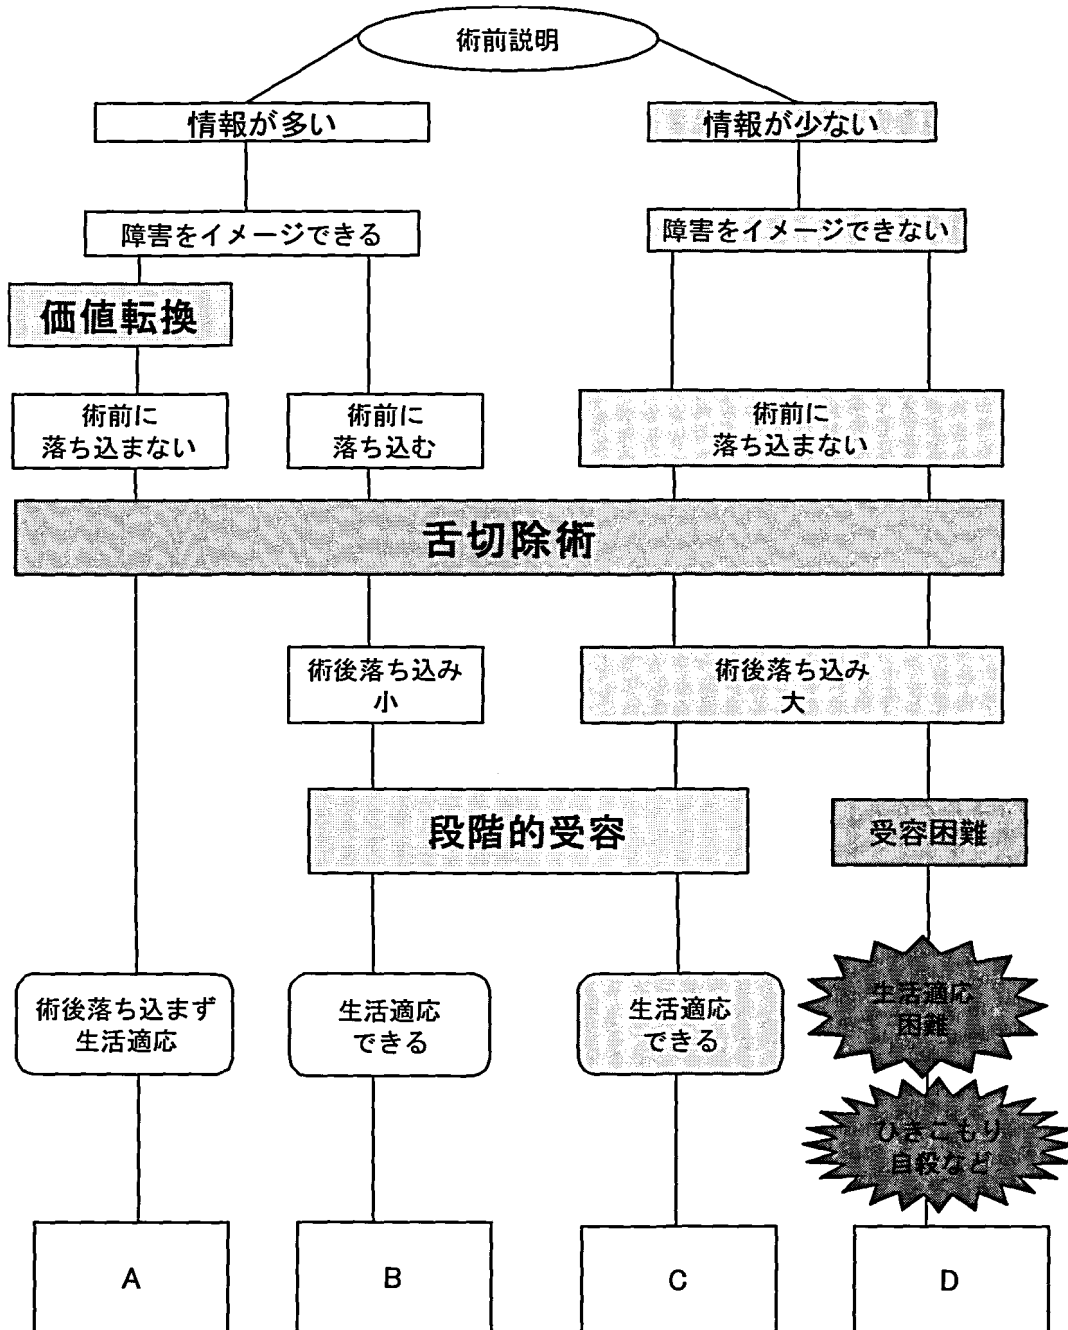 術前説明
情報が多い
情報が少ない
障害をイメージできる
障害をイメージできない
価値転換
術前に
落ち込まない
術前に
落ち込む
術前に
落ち込まない
舌切除術
術後落ち込み
小
術後落ち込み
大
段階的受容
受容困難
術後落ち込まず
生活適応
生活適応
できる
生活適応
できる
生活適応
困難
ひきこもり
自殺など
A
B
C
D